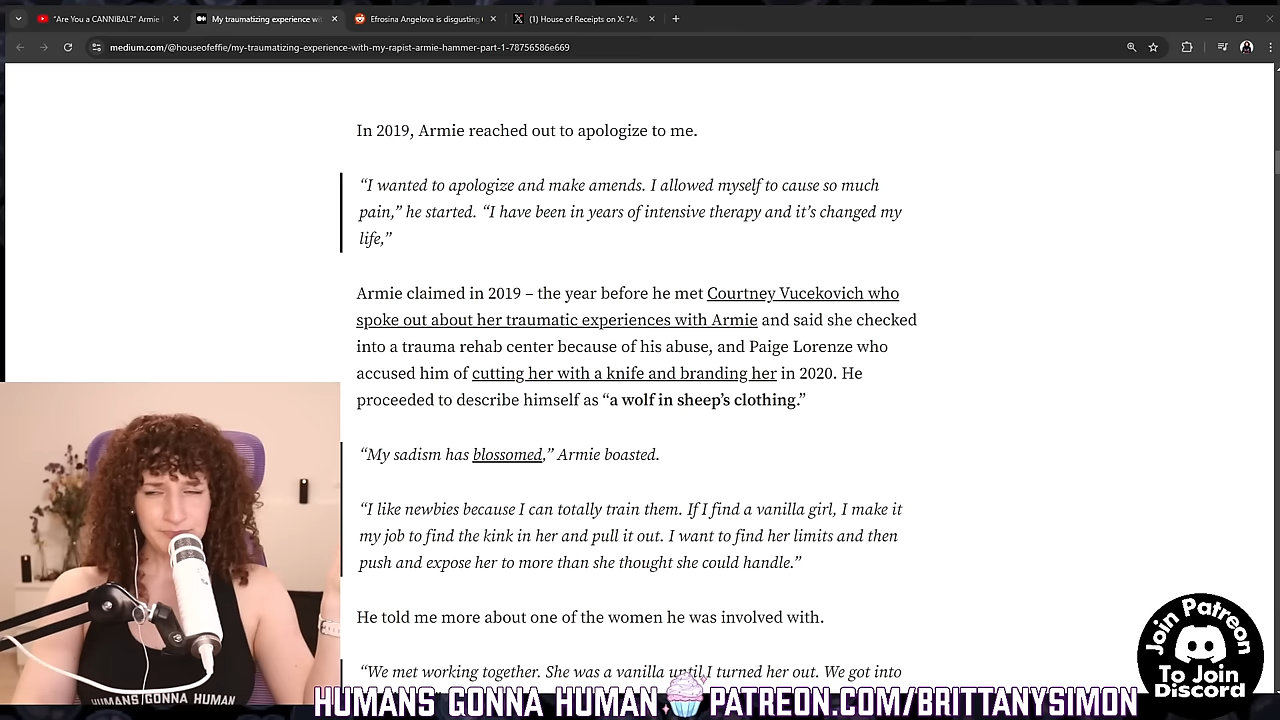 "Are You a CANNIBAL?" Armie
My traumatizing experience wi
Efrosina Angelova is disgusting
(1) House of Receipts on X: "As
medium.com/@houseofeffie/my-traumatizing-experience-with-my-rapist-armie-hammer-part-1-78756586e669
In 2019, Armie reached out to apologize to me.
“I wanted to apologize and make amends. I allowed myself to cause so much
pain,” he started. “I have been in years of intensive therapy and it’s changed my
life,”
Armie claimed in 2019 – the year before he met Courtney Vucekovich who
spoke out about her traumatic experiences with Armie and said she checked
into a trauma rehab center because of his abuse, and Paige Lorenze who
accused him of cutting her with a knife and branding her in 2020. He
proceeded to describe himself as “a wolf in sheep’s clothing.”
“My sadism has blossomed,” Armie boasted.
“I like newbies because I can totally train them. If I find a vanilla girl, I make it
my job to find the kink in her and pull it out. I want to find her limits and then
push and expose her to more than she thought she could handle.”
He told me more about one of the women he was involved with.
“We met working together. She was a vanilla until I turned her out. We got into
HUMANS GONNA HUMAN
Join Patreon
To Join
Discord
HUMANS GONNA HUMAN PATREON.COM/BRITTANYSIMON